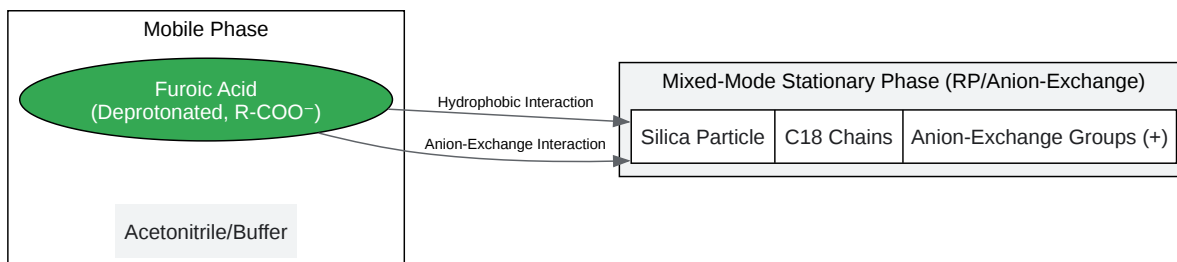 Mobile Phase
Furoic Acid
(Deprotonated, R-COO⁻)
Hydrophobic Interaction
Anion-Exchange Interaction
Acetonitrile/Buffer
Mixed-Mode Stationary Phase (RP/Anion-Exchange)
Silica Particle
C18 Chains
Anion-Exchange Groups (+)